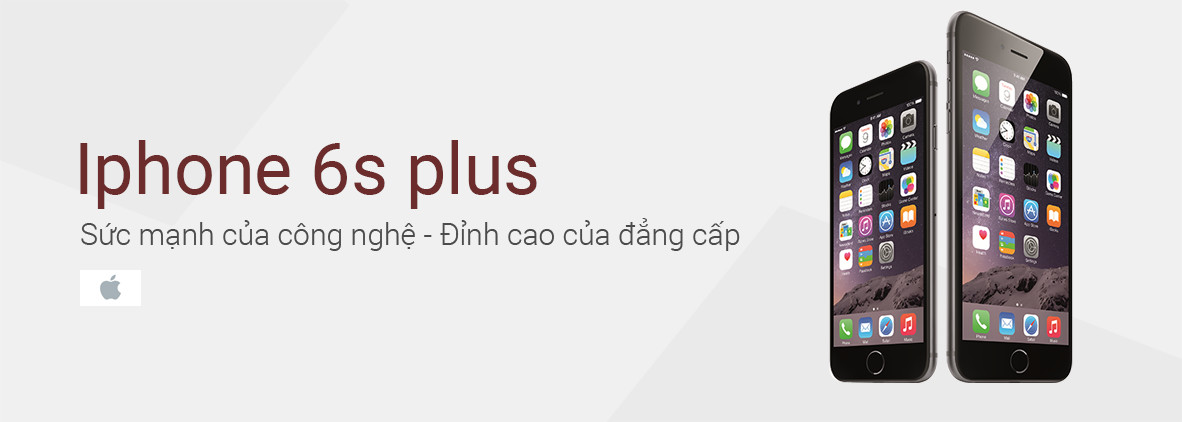 Iphone 6s plus
Sức mạnh của công nghệ - Đỉnh cao của đẳng cấp